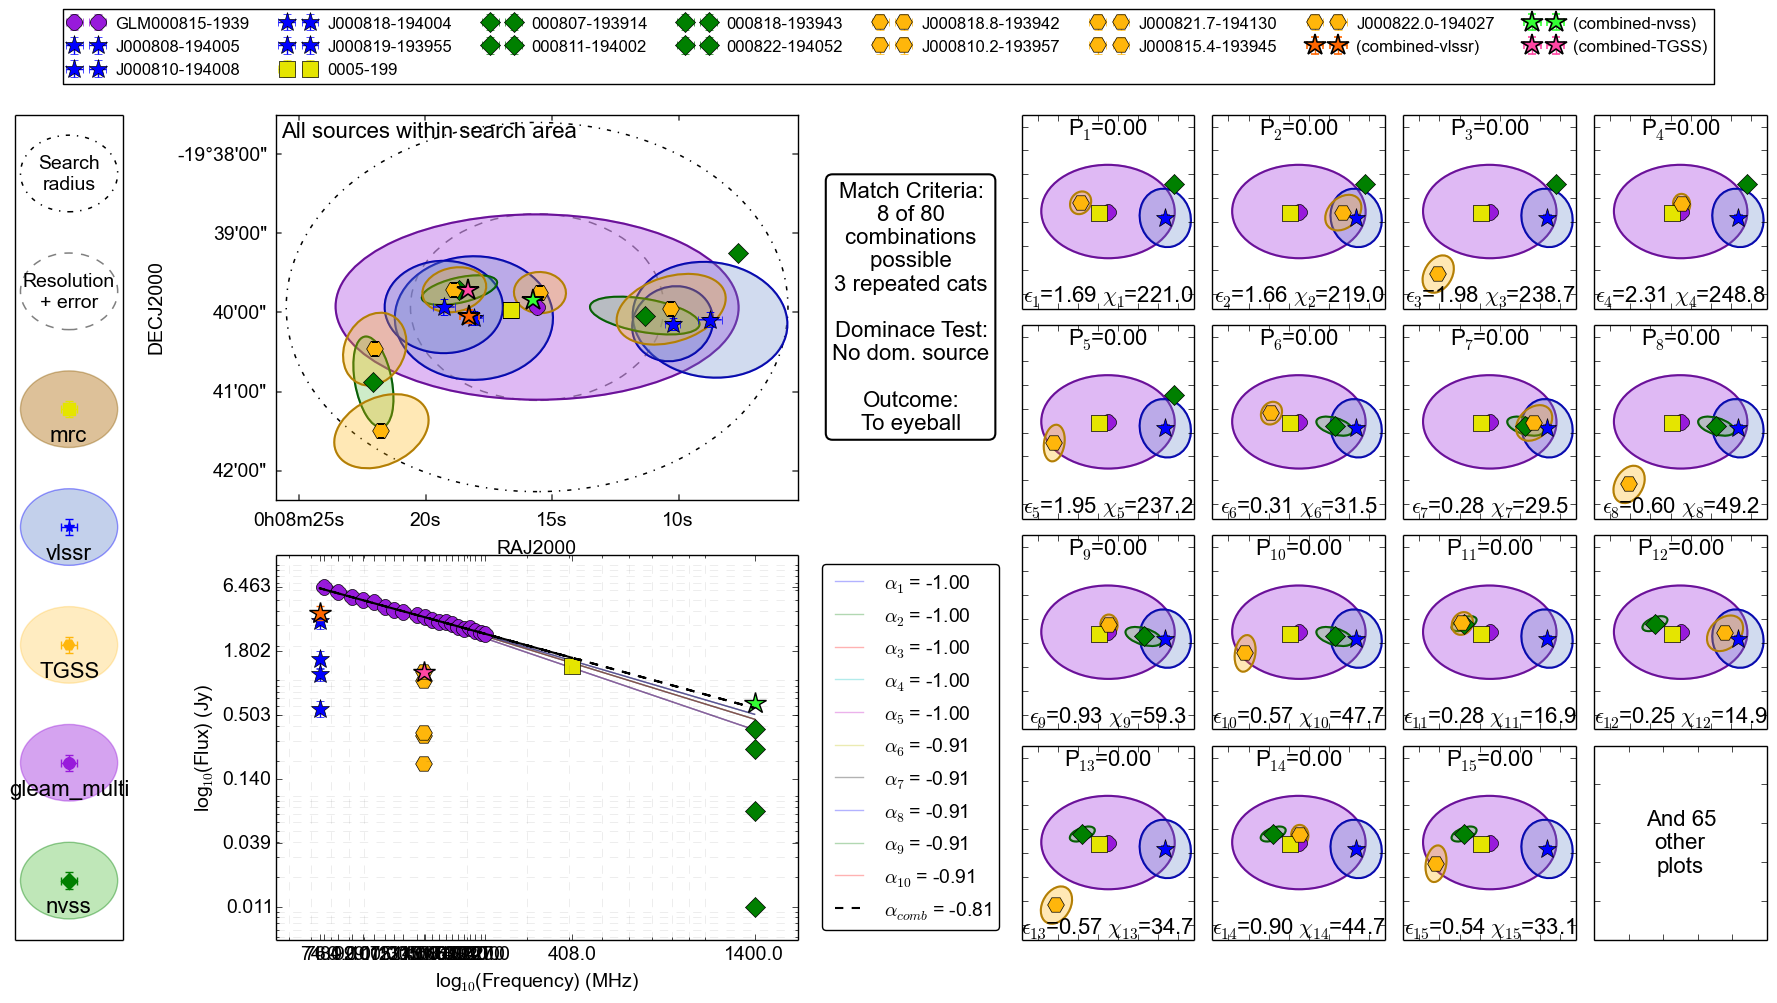 GLM000815-1939
J000808-194005
J000810-194008
J000818-194004
J000819-193955
0005-199
000807-193914
000811-194002
000818-193943
000822-194052
J000818.8-193942
J000810.2-193957
J000821.7-194130
J000815.4-193945
J000822.0-194027
(combined-vlssr)
(combined-nvss)
(combined-TGSS)
Search
radius
Resolution
+ error
mrc
vlssr
TGSS
gleam_multi
nvss
All sources within search area
DECJ2000
-19°38'00"
39'00"
40'00"
41'00"
42'00"
0h08m25s
20s
15s
10s
RAJ2000
Match Criteria:
8 of 80
combinations
possible
3 repeated cats
Dominace Test:
No dom. source
Outcome:
To eyeball
log₁₀(Flux) (Jy)
6.463
1.802
0.503
0.140
0.039
0.011
408.0
1400.0
log₁₀(Frequency) (MHz)
α₁ = -1.00
α₂ = -1.00
α₃ = -1.00
α₄ = -1.00
α₅ = -1.00
α₆ = -0.91
α₇ = -0.91
α₈ = -0.91
α₉ = -0.91
α₁₀ = -0.91
α_comb = -0.81
P₁=0.00
ϵ₁=1.69 χ₁=221.0
P₂=0.00
ϵ₂=1.66 χ₂=219.0
P₃=0.00
ϵ₃=1.98 χ₃=238.7
P₄=0.00
ϵ₄=2.31 χ₄=248.8
P₅=0.00
ϵ₅=1.95 χ₅=237.2
P₆=0.00
ϵ₆=0.31 χ₆=31.5
P₇=0.00
ϵ₇=0.28 χ₇=29.5
P₈=0.00
ϵ₈=0.60 χ₈=49.2
P₉=0.00
ϵ₉=0.93 χ₉=59.3
P₁₀=0.00
ϵ₁₀=0.57 χ₁₀=47.7
P₁₁=0.00
ϵ₁₁=0.28 χ₁₁=16.9
P₁₂=0.00
ϵ₁₂=0.25 χ₁₂=14.9
P₁₃=0.00
ϵ₁₃=0.57 χ₁₃=34.7
P₁₄=0.00
ϵ₁₄=0.90 χ₁₄=44.7
P₁₅=0.00
ϵ₁₅=0.54 χ₁₅=33.1
And 65
other
plots